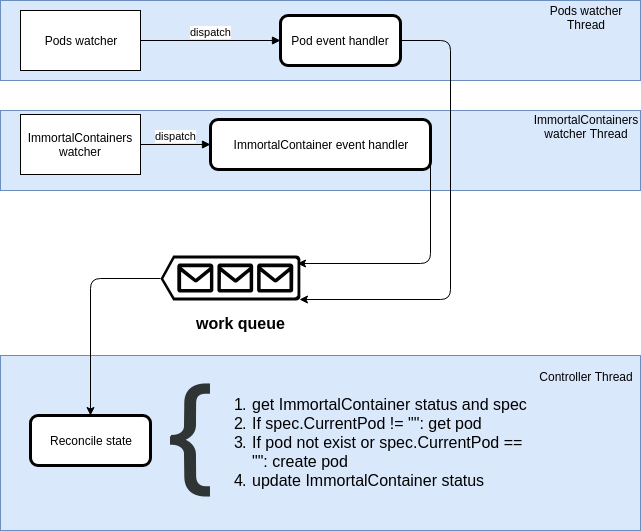 Pods watcher
Thread
Pods watcher
dispatch
Pod event handler
ImmortalContainers
watcher Thread
ImmortalContainers
watcher
dispatch
ImmortalContainer event handler
work queue
Controller Thread
Reconcile state
{
1. get ImmortalContainer status and spec
2. If spec.CurrentPod != "": get pod
3. If pod not exist or spec.CurrentPod ==
"": create pod
4. update ImmortalContainer status